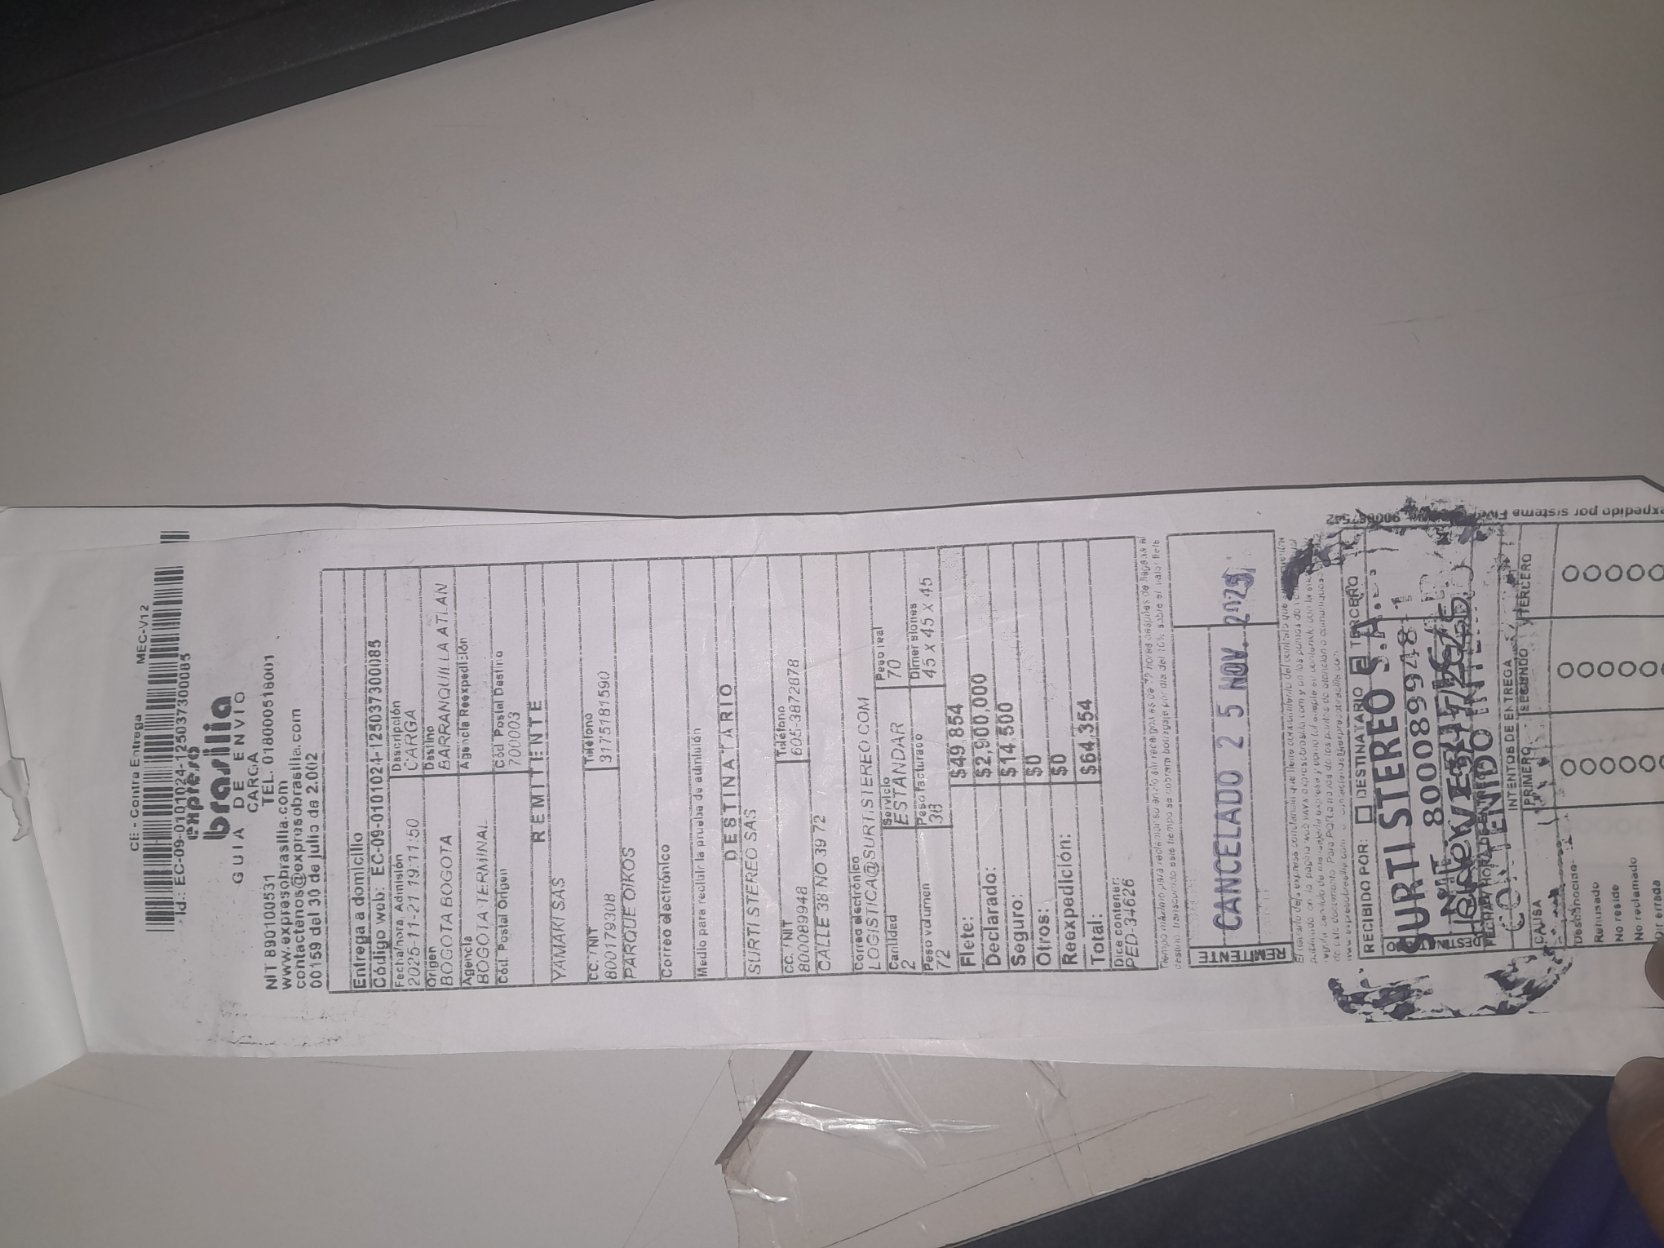 CE - Contra Entrega MEC-V12
Id.: EC-09-0101024-125037300085
expreso
brasilia
GUIA DE ENVIO
CARGA
NIT 890100531 TEL. 0180000518001
www.expresobrasilia.com
contactenos@expresobrasilia.com
00159 del 30 de julio de 2.002
Entrega a domicilio
Código web: EC-09-0101024-125037300085
Fecha/hora Admisión Descripción
2025-11-21 19:11:50 CARGA
Origen Destino
BOGOTA BOGOTA BARRANQUILLA ATLAN
Agencia Agencia Reexpedición
BOGOTA TERMINAL
Cód. Postal Origen Cód Postal Destino
700003
REMITENTE
YAMAKI SAS
CC. / NIT Teléfono
800179308 3175181590
PARQUE OIKOS
Correo electrónico
Medio para recibir la prueba de admisión
DESTINATARIO
SURTI STEREO SAS
CC. / NIT Teléfono
800089948 605-3872878
CALLE 38 NO 39 72
Correo electrónico
LOGISTICA@SURTISTEREO.COM
Cantidad Servicio Peso real
2 ESTANDAR 70
Peso volumen Peso facturado Dimensiones
72 38 45 X 45 X 45
Flete: $49,854
Declarado: $2,900,000
Seguro: $14,500
Otros: $0
Reexpedición: $0
Total: $64,354
Dice contener:
PED-34626
REMITENTE
CANCELADO 25 NOV. 2025
RECIBIDO POR: DESTINATARIO TERCERO
SURTI STEREO S.A.
NIT. 800089948-1
INTENTOS DE ENTREGA
CAUSA PRIMERO SEGUNDO TERCERO
Desconocido
Rehusado
No reside
No reclamado
Dir errada
expedido por sistema